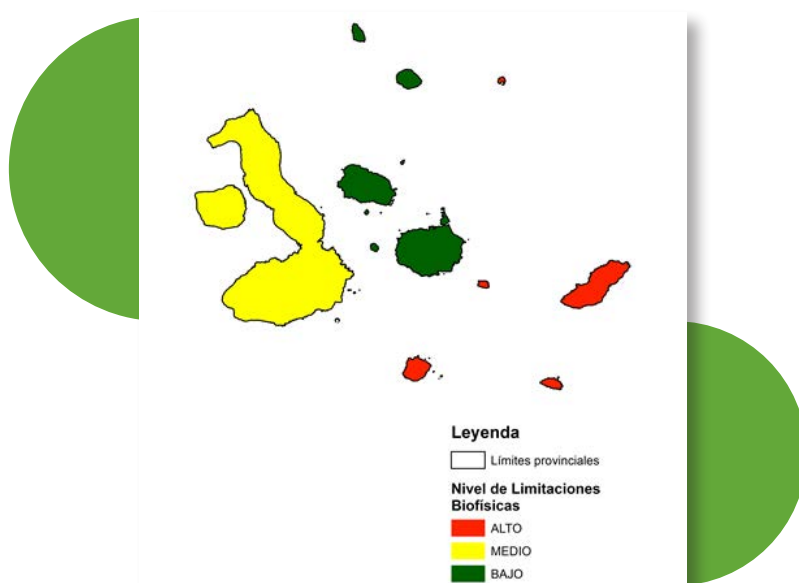 Leyenda
Límites provinciales
Nivel de Limitaciones
Biofísicas
ALTO
MEDIO
BAJO